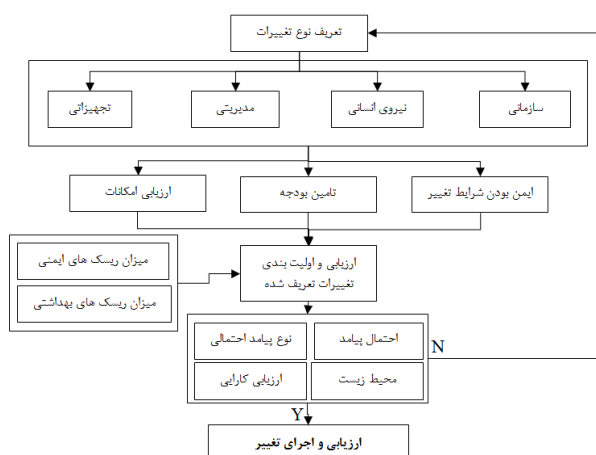 تعریف نوع تغییرات
سازمانی
نیروی انسانی
مدیریتی
تجهیزاتی
ایمن بودن شرایط تغییر
تامین بودجه
ارزیابی امکانات
میزان ریسک های ایمنی
میزان ریسک های بهداشتی
ارزیابی و اولیت بندی
تغییرات تعریف شده
احتمال پیامد
نوع پیامد احتمالی
محیط زیست
ارزیابی کارایی
N
Y
ارزیابی و اجرای تغییر